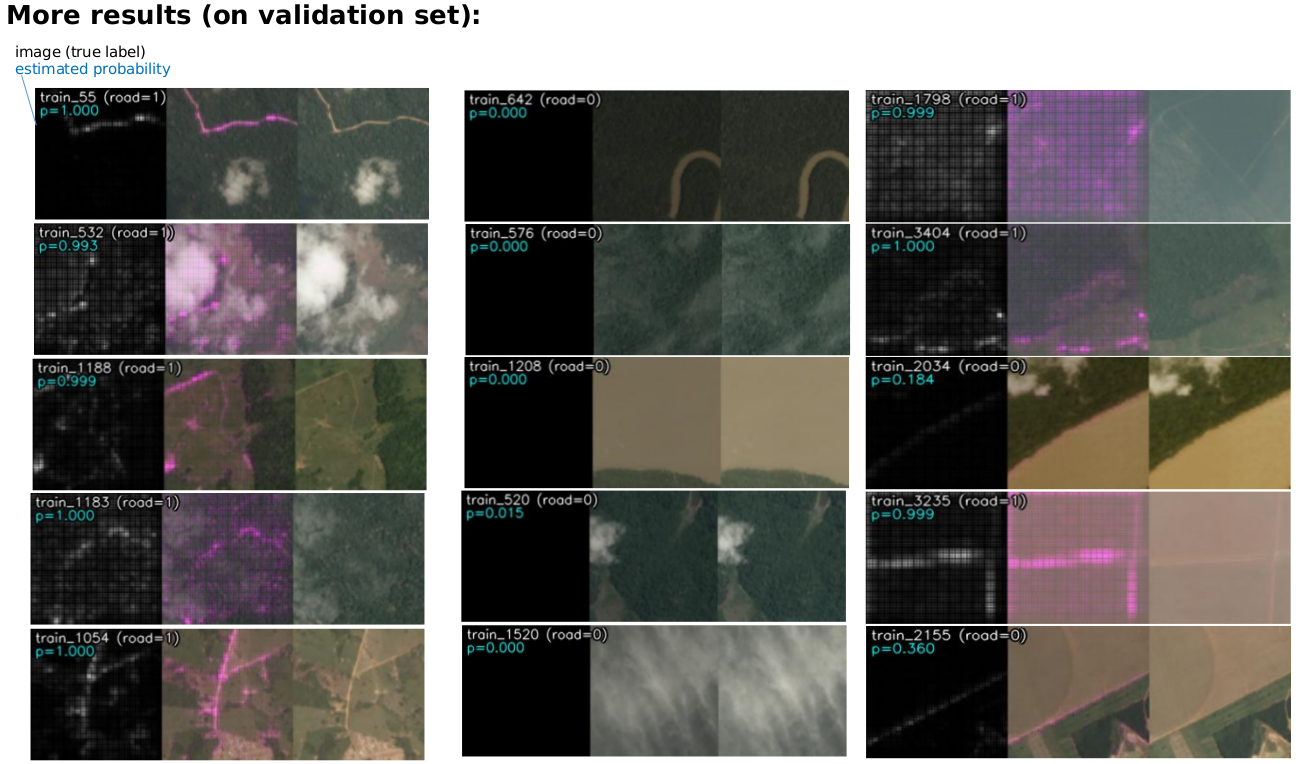 More results (on validation set):
image (true label)
estimated probability
train_55 (road=1)
p=1.000
train_532 (road=1)
p=0.993
train_1188 (road=1)
p=0.999
train_1183 (road=1)
p=1.000
train_1054 (road=1)
p=1.000
train_642 (road=0)
p=0.000
train_576 (road=0)
p=0.000
train_1208 (road=0)
p=0.000
train_520 (road=0)
p=0.015
train_1520 (road=0)
p=0.000
train_1798 (road=1)
p=0.999
train_3404 (road=1)
p=1.000
train_2034 (road=0)
p=0.184
train_3235 (road=1)
p=0.999
train_2155 (road=0)
p=0.360